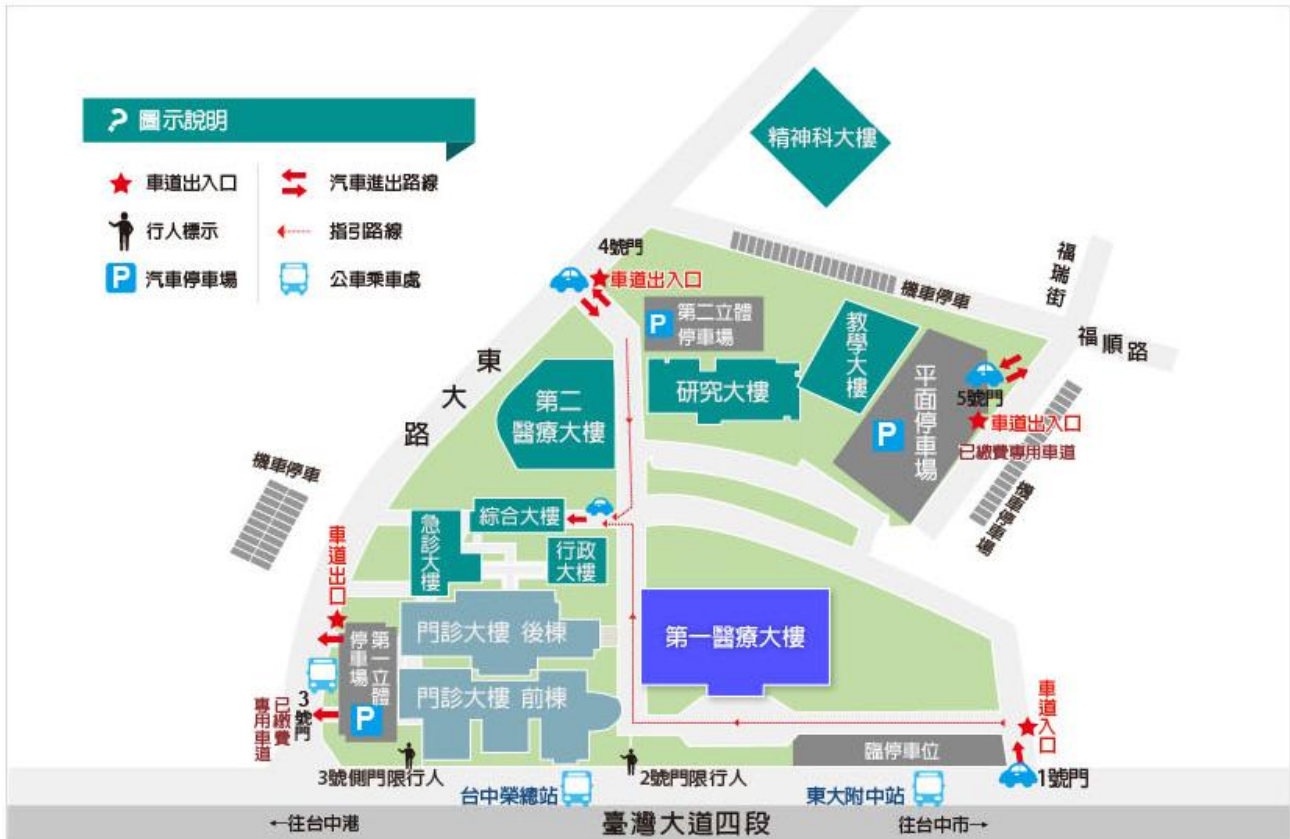 圖示說明
車道出入口
汽車進出路線
行人標示
指引路線
P 汽車停車場
公車乘車處
精神科大樓
4號門
車道出入口
P 第二立體
停車場
機車停車
福瑞街
福順路
教學大樓
研究大樓
平面停車場
P
5號門
車道出入口
已繳費專用車道
機車停車場
東大路
第二
醫療大樓
機車停車
綜合大樓
急診大樓
行政
大樓
車道出口
門診大樓 後棟
第一醫療大樓
第一立體
停車場
P
門診大樓 前棟
3號門
已繳費
專用車道
車道入口
臨停車位
3號側門限行人
2號門限行人
1號門
台中榮總站
東大附中站
←往台中港
臺灣大道四段
往台中市→